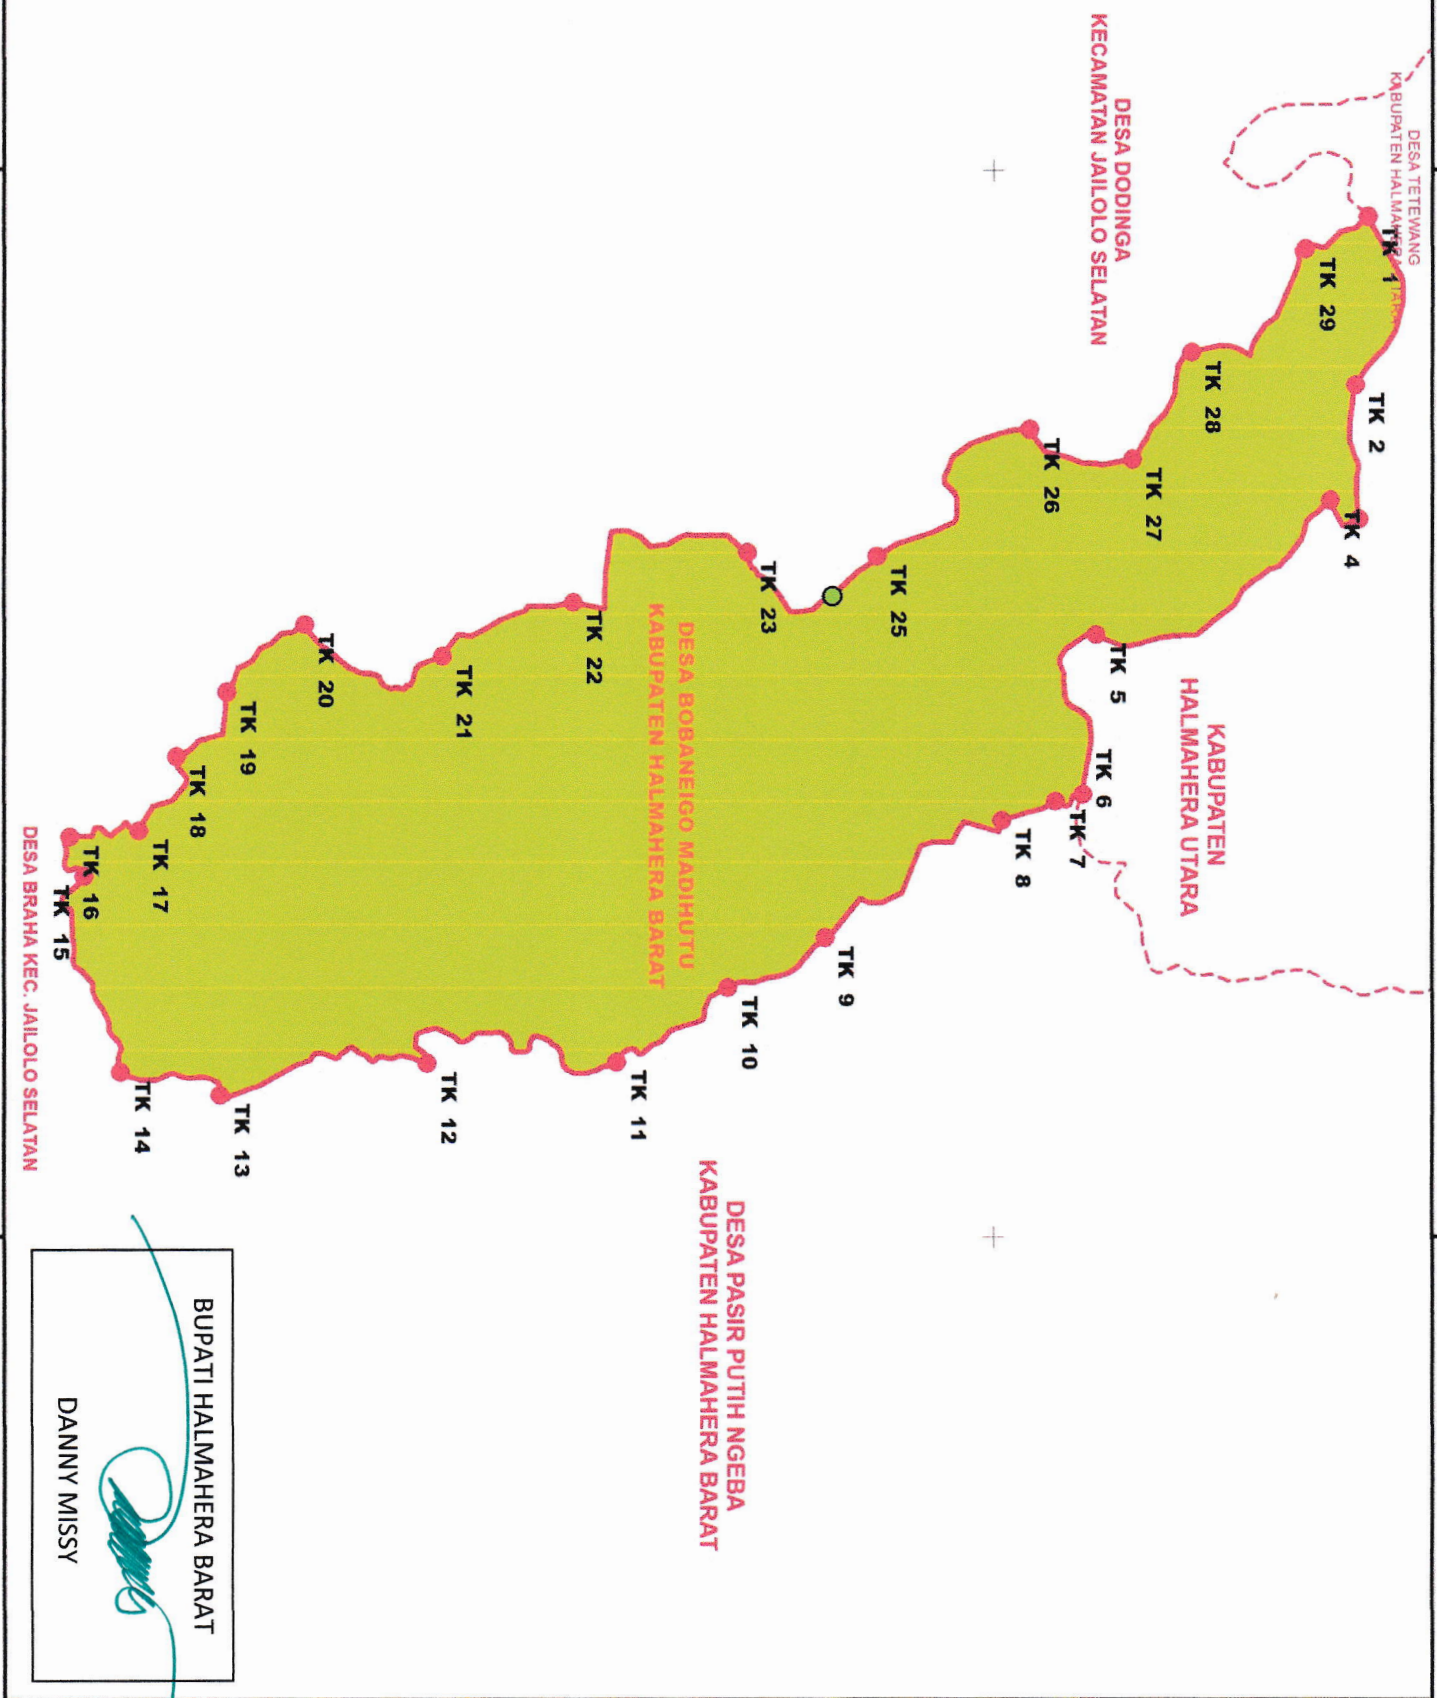 DESA TETEWANG
KABUPATEN HALMAHERA UTARA
TK 1
TK 29
TK 2
TK 28
TK 4
TK 27
TK 26
DESA DODINGA
KECAMATAN JAILOLO SELATAN
TK 25
TK 5
KABUPATEN
HALMAHERA UTARA
TK 6
TK 7
TK 8
TK 23
TK 22
DESA BOBANEIGO MADIHUTU
KABUPATEN HALMAHERA BARAT
TK 9
TK 10
TK 21
TK 20
TK 19
TK 18
TK 17
TK 16
TK 15
TK 11
TK 12
TK 13
TK 14
DESA PASIR PUTIH NGEBA
KABUPATEN HALMAHERA BARAT
DESA BRAHA KEC. JAILOLO SELATAN
BUPATI HALMAHERA BARAT
DANNY MISSY